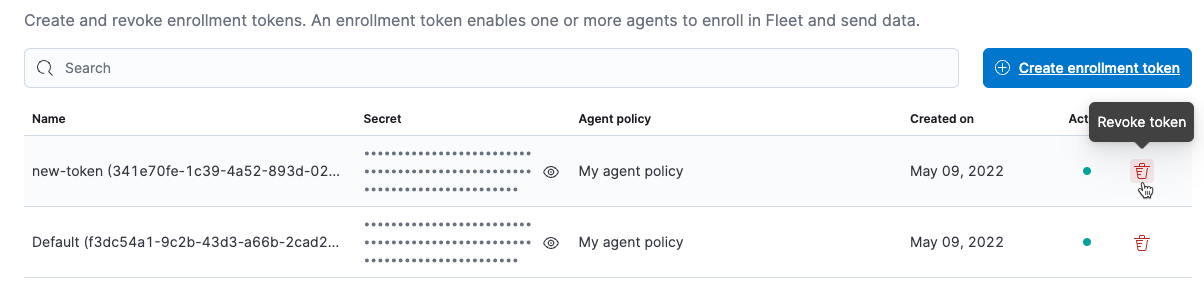 Create and revoke enrollment tokens. An enrollment token enables one or more agents to enroll in Fleet and send data.
Search
Create enrollment token
Name Secret Agent policy Created on Act
Revoke token
new-token (341e70fe-1c39-4a52-893d-02... •••••••••••••••••••••••• My agent policy May 09, 2022
Default (f3dc54a1-9c2b-43d3-a66b-2cad2... •••••••••••••••••••••••• My agent policy May 09, 2022